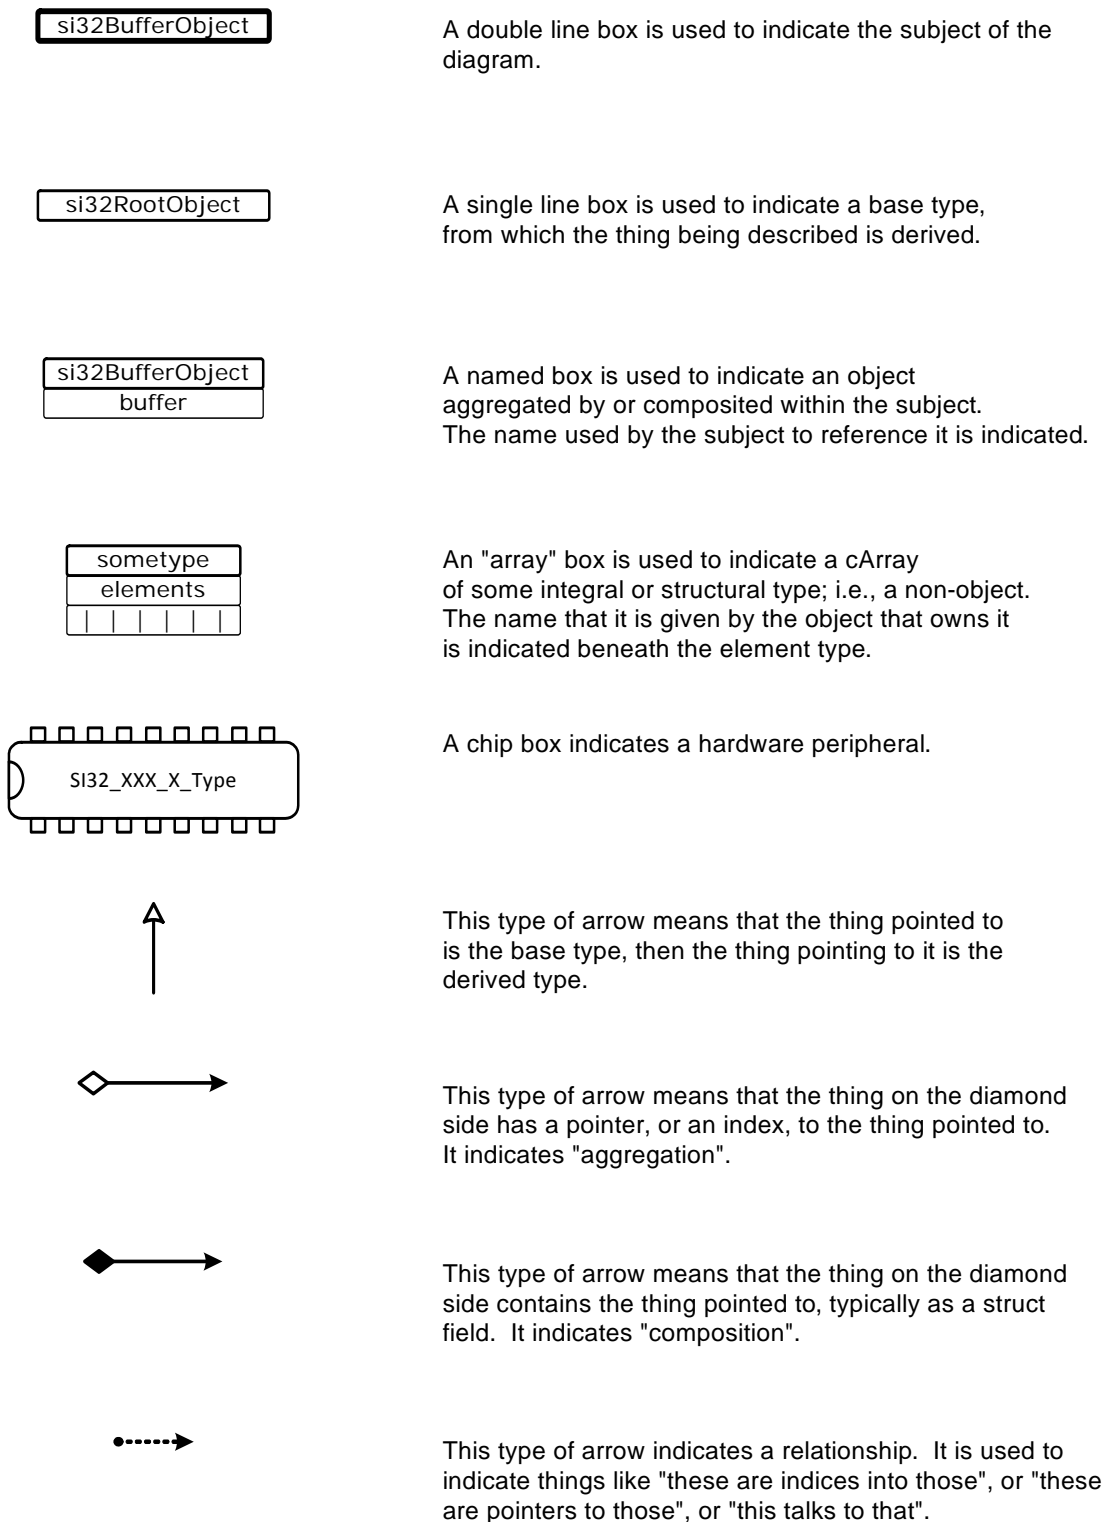 si32BufferObject
A double line box is used to indicate the subject of the
diagram.
si32RootObject
A single line box is used to indicate a base type,
from which the thing being described is derived.
si32BufferObject
buffer
A named box is used to indicate an object
aggregated by or composited within the subject.
The name used by the subject to reference it is indicated.
sometype
elements
An "array" box is used to indicate a cArray
of some integral or structural type; i.e., a non-object.
The name that it is given by the object that owns it
is indicated beneath the element type.
SI32_XXX_X_Type
A chip box indicates a hardware peripheral.
This type of arrow means that the thing pointed to
is the base type, then the thing pointing to it is the
derived type.
This type of arrow means that the thing on the diamond
side has a pointer, or an index, to the thing pointed to.
It indicates "aggregation".
This type of arrow means that the thing on the diamond
side contains the thing pointed to, typically as a struct
field.  It indicates "composition".
This type of arrow indicates a relationship.  It is used to
indicate things like "these are indices into those", or "these
are pointers to those", or "this talks to that".